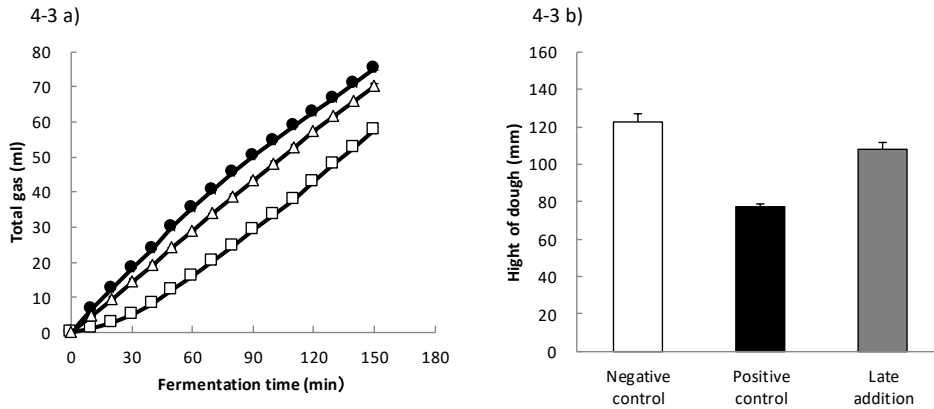 4-3 a)
80
70
60
50
40
30
20
10
0
Total gas (ml)
0 30 60 90 120 150 180
Fermentation time (min)
4-3 b)
160
140
120
100
80
60
40
20
0
Hight of dough (mm)
Negative control
Positive control
Late addition